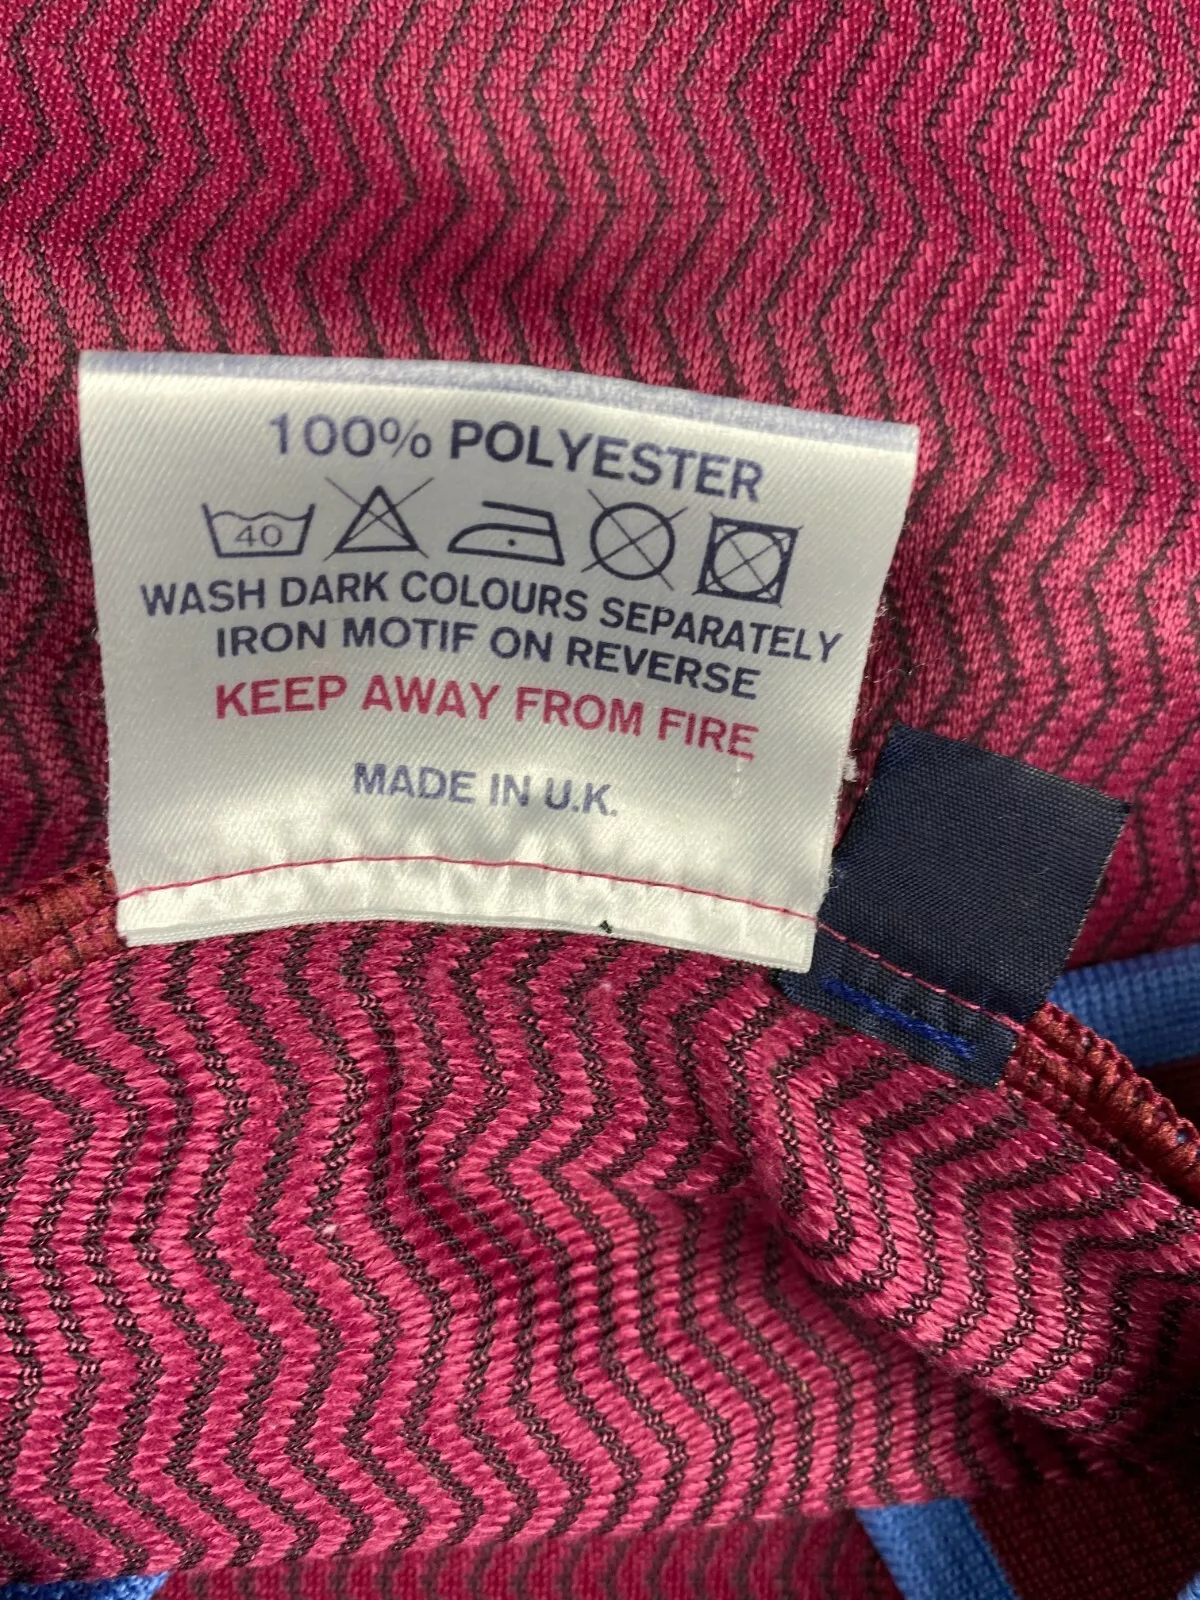 100% POLYESTER
40
WASH DARK COLOURS SEPARATELY
IRON MOTIF ON REVERSE
KEEP AWAY FROM FIRE
MADE IN U.K.